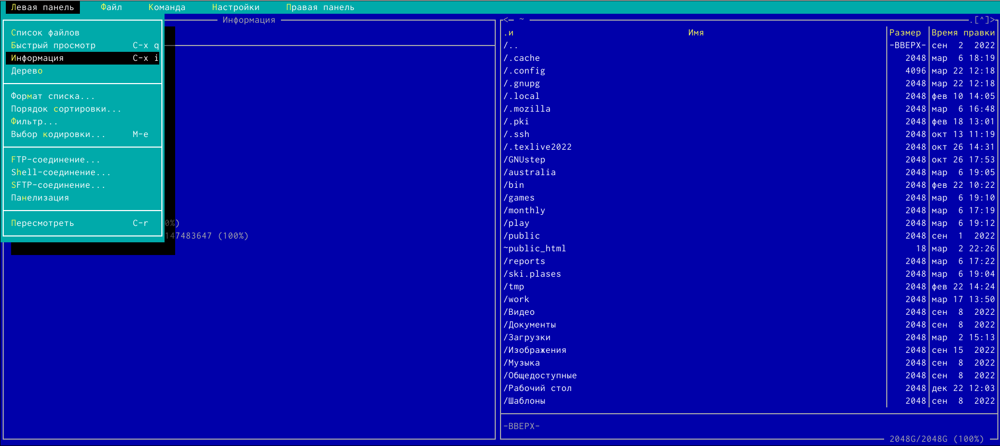 Левая панель Файл Команда Настройки Правая панель
Информация
Список файлов
Быстрый просмотр C-x q
Информация C-x i
Дерево
Формат списка...
Порядок сортировки...
Фильтр...
Выбор кодировки... M-e
FTP-соединение...
Shell-соединение...
SFTP-соединение...
Панелизация
Пересмотреть C-r
0%)
147483647 (100%)
<- ~ .[^]>
.и Имя Размер Время правки
/.. -ВВЕРХ- сен 2 2022
/.cache 2048 мар 6 18:19
/.config 4096 мар 22 12:18
/.gnupg 2048 мар 22 12:18
/.local 2048 фев 10 14:05
/.mozilla 2048 мар 6 16:48
/.pki 2048 фев 18 13:01
/.ssh 2048 окт 13 11:19
/.texlive2022 2048 окт 26 14:31
/GNUstep 2048 окт 26 17:53
/australia 2048 мар 6 19:05
/bin 2048 фев 22 10:22
/games 2048 мар 6 19:10
/monthly 2048 мар 6 17:19
/play 2048 мар 6 19:12
/public 2048 сен 1 2022
~public_html 18 мар 2 22:26
/reports 2048 мар 6 17:22
/ski.plases 2048 мар 6 19:04
/tmp 2048 фев 22 14:24
/work 2048 мар 17 13:50
/Видео 2048 сен 8 2022
/Документы 2048 сен 8 2022
/Загрузки 2048 мар 2 15:13
/Изображения 2048 сен 15 2022
/Музыка 2048 сен 8 2022
/Общедоступные 2048 сен 8 2022
/Рабочий стол 2048 дек 22 12:03
/Шаблоны 2048 сен 8 2022
-ВВЕРХ-
2048G/2048G (100%)